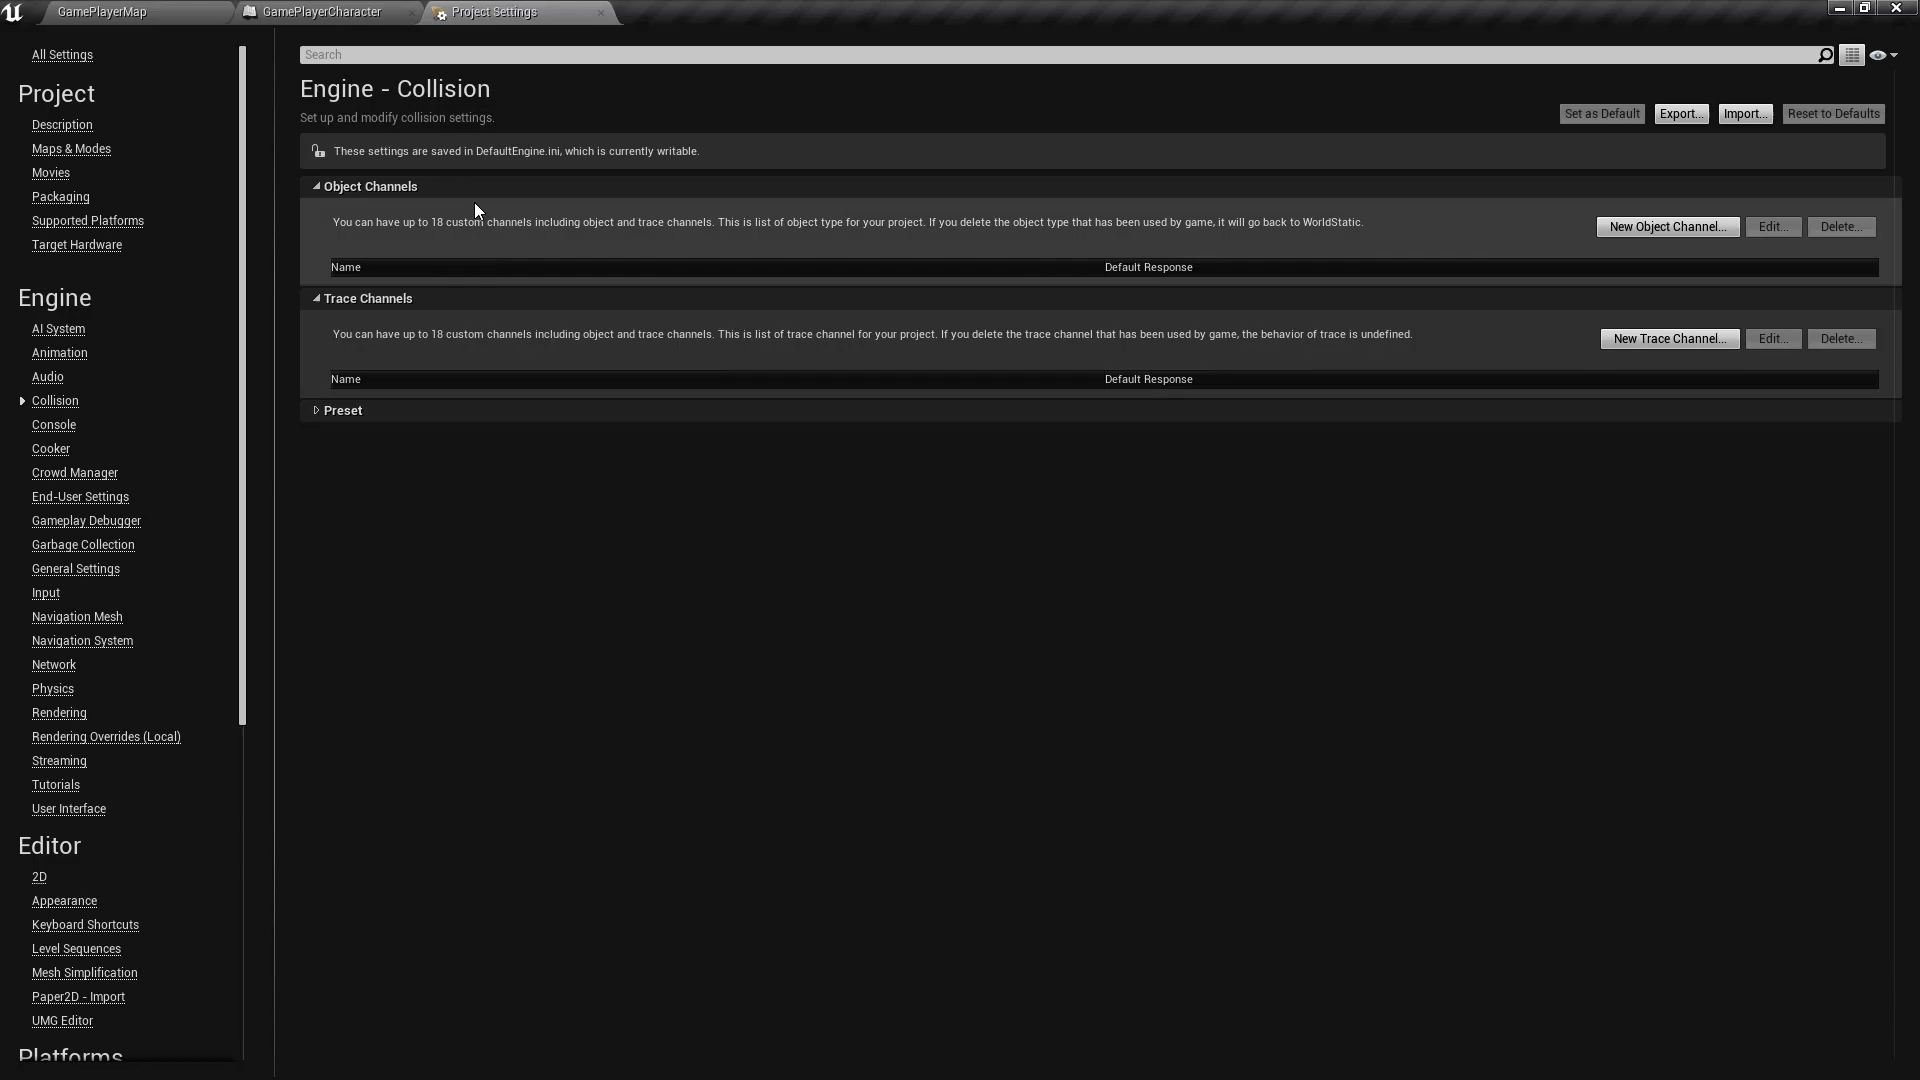 GamePlayerMap
GamePlayerCharacter
Project Settings
All Settings
Project
Description
Maps & Modes
Movies
Packaging
Supported Platforms
Target Hardware
Engine
AI System
Animation
Audio
Collision
Console
Cooker
Crowd Manager
End-User Settings
Gameplay Debugger
Garbage Collection
General Settings
Input
Navigation Mesh
Navigation System
Network
Physics
Rendering
Rendering Overrides (Local)
Streaming
Tutorials
User Interface
Editor
2D
Appearance
Keyboard Shortcuts
Level Sequences
Mesh Simplification
Paper2D - Import
UMG Editor
Platforms
Search
Engine - Collision
Set up and modify collision settings.
Set as Default
Export...
Import...
Reset to Defaults
These settings are saved in DefaultEngine.ini, which is currently writable.
Object Channels
You can have up to 18 custom channels including object and trace channels. This is list of object type for your project. If you delete the object type that has been used by game, it will go back to WorldStatic.
New Object Channel...
Edit...
Delete...
Name
Default Response
Trace Channels
You can have up to 18 custom channels including object and trace channels. This is list of trace channel for your project. If you delete the trace channel that has been used by game, the behavior of trace is undefined.
New Trace Channel...
Edit...
Delete...
Name
Default Response
Preset